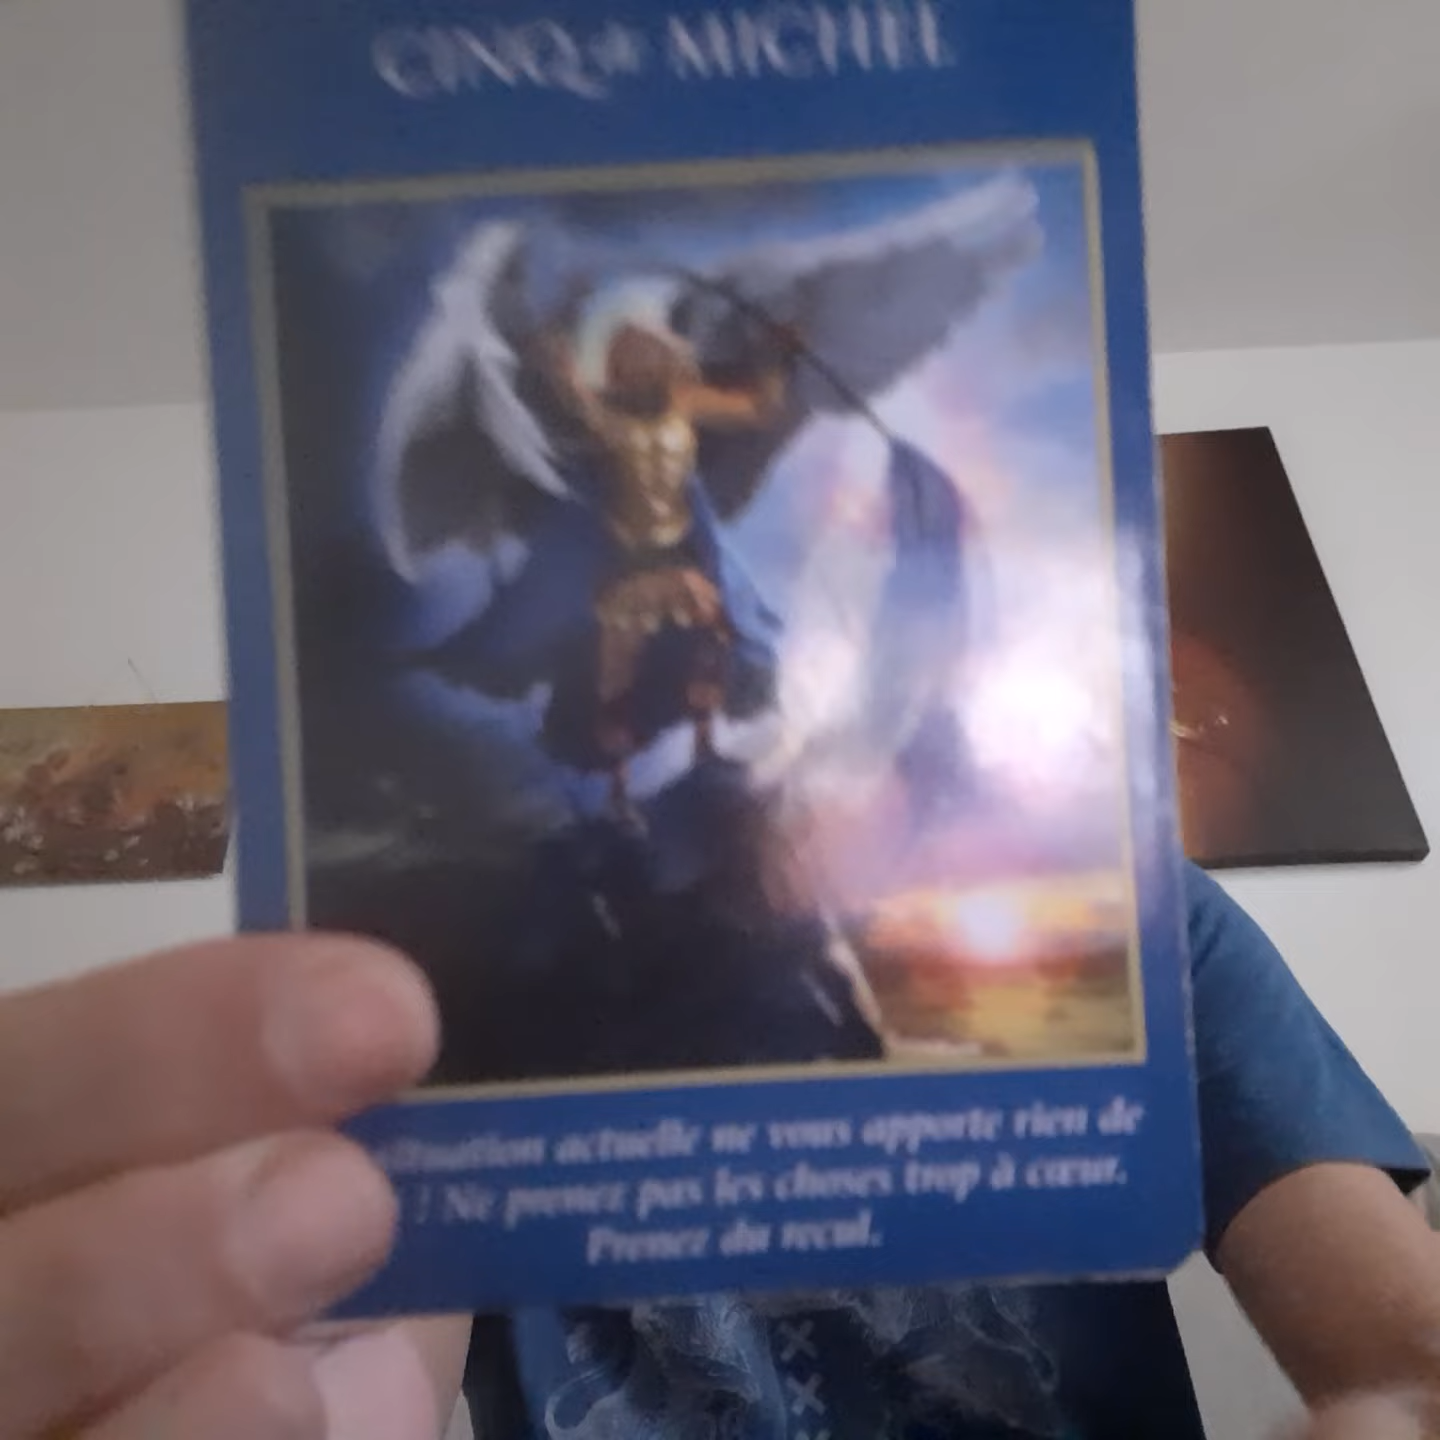 CINQ de MICHEL
situation actuelle ne vous apporte rien de
! Ne prenez pas les choses trop à cœur.
Prenez du recul.